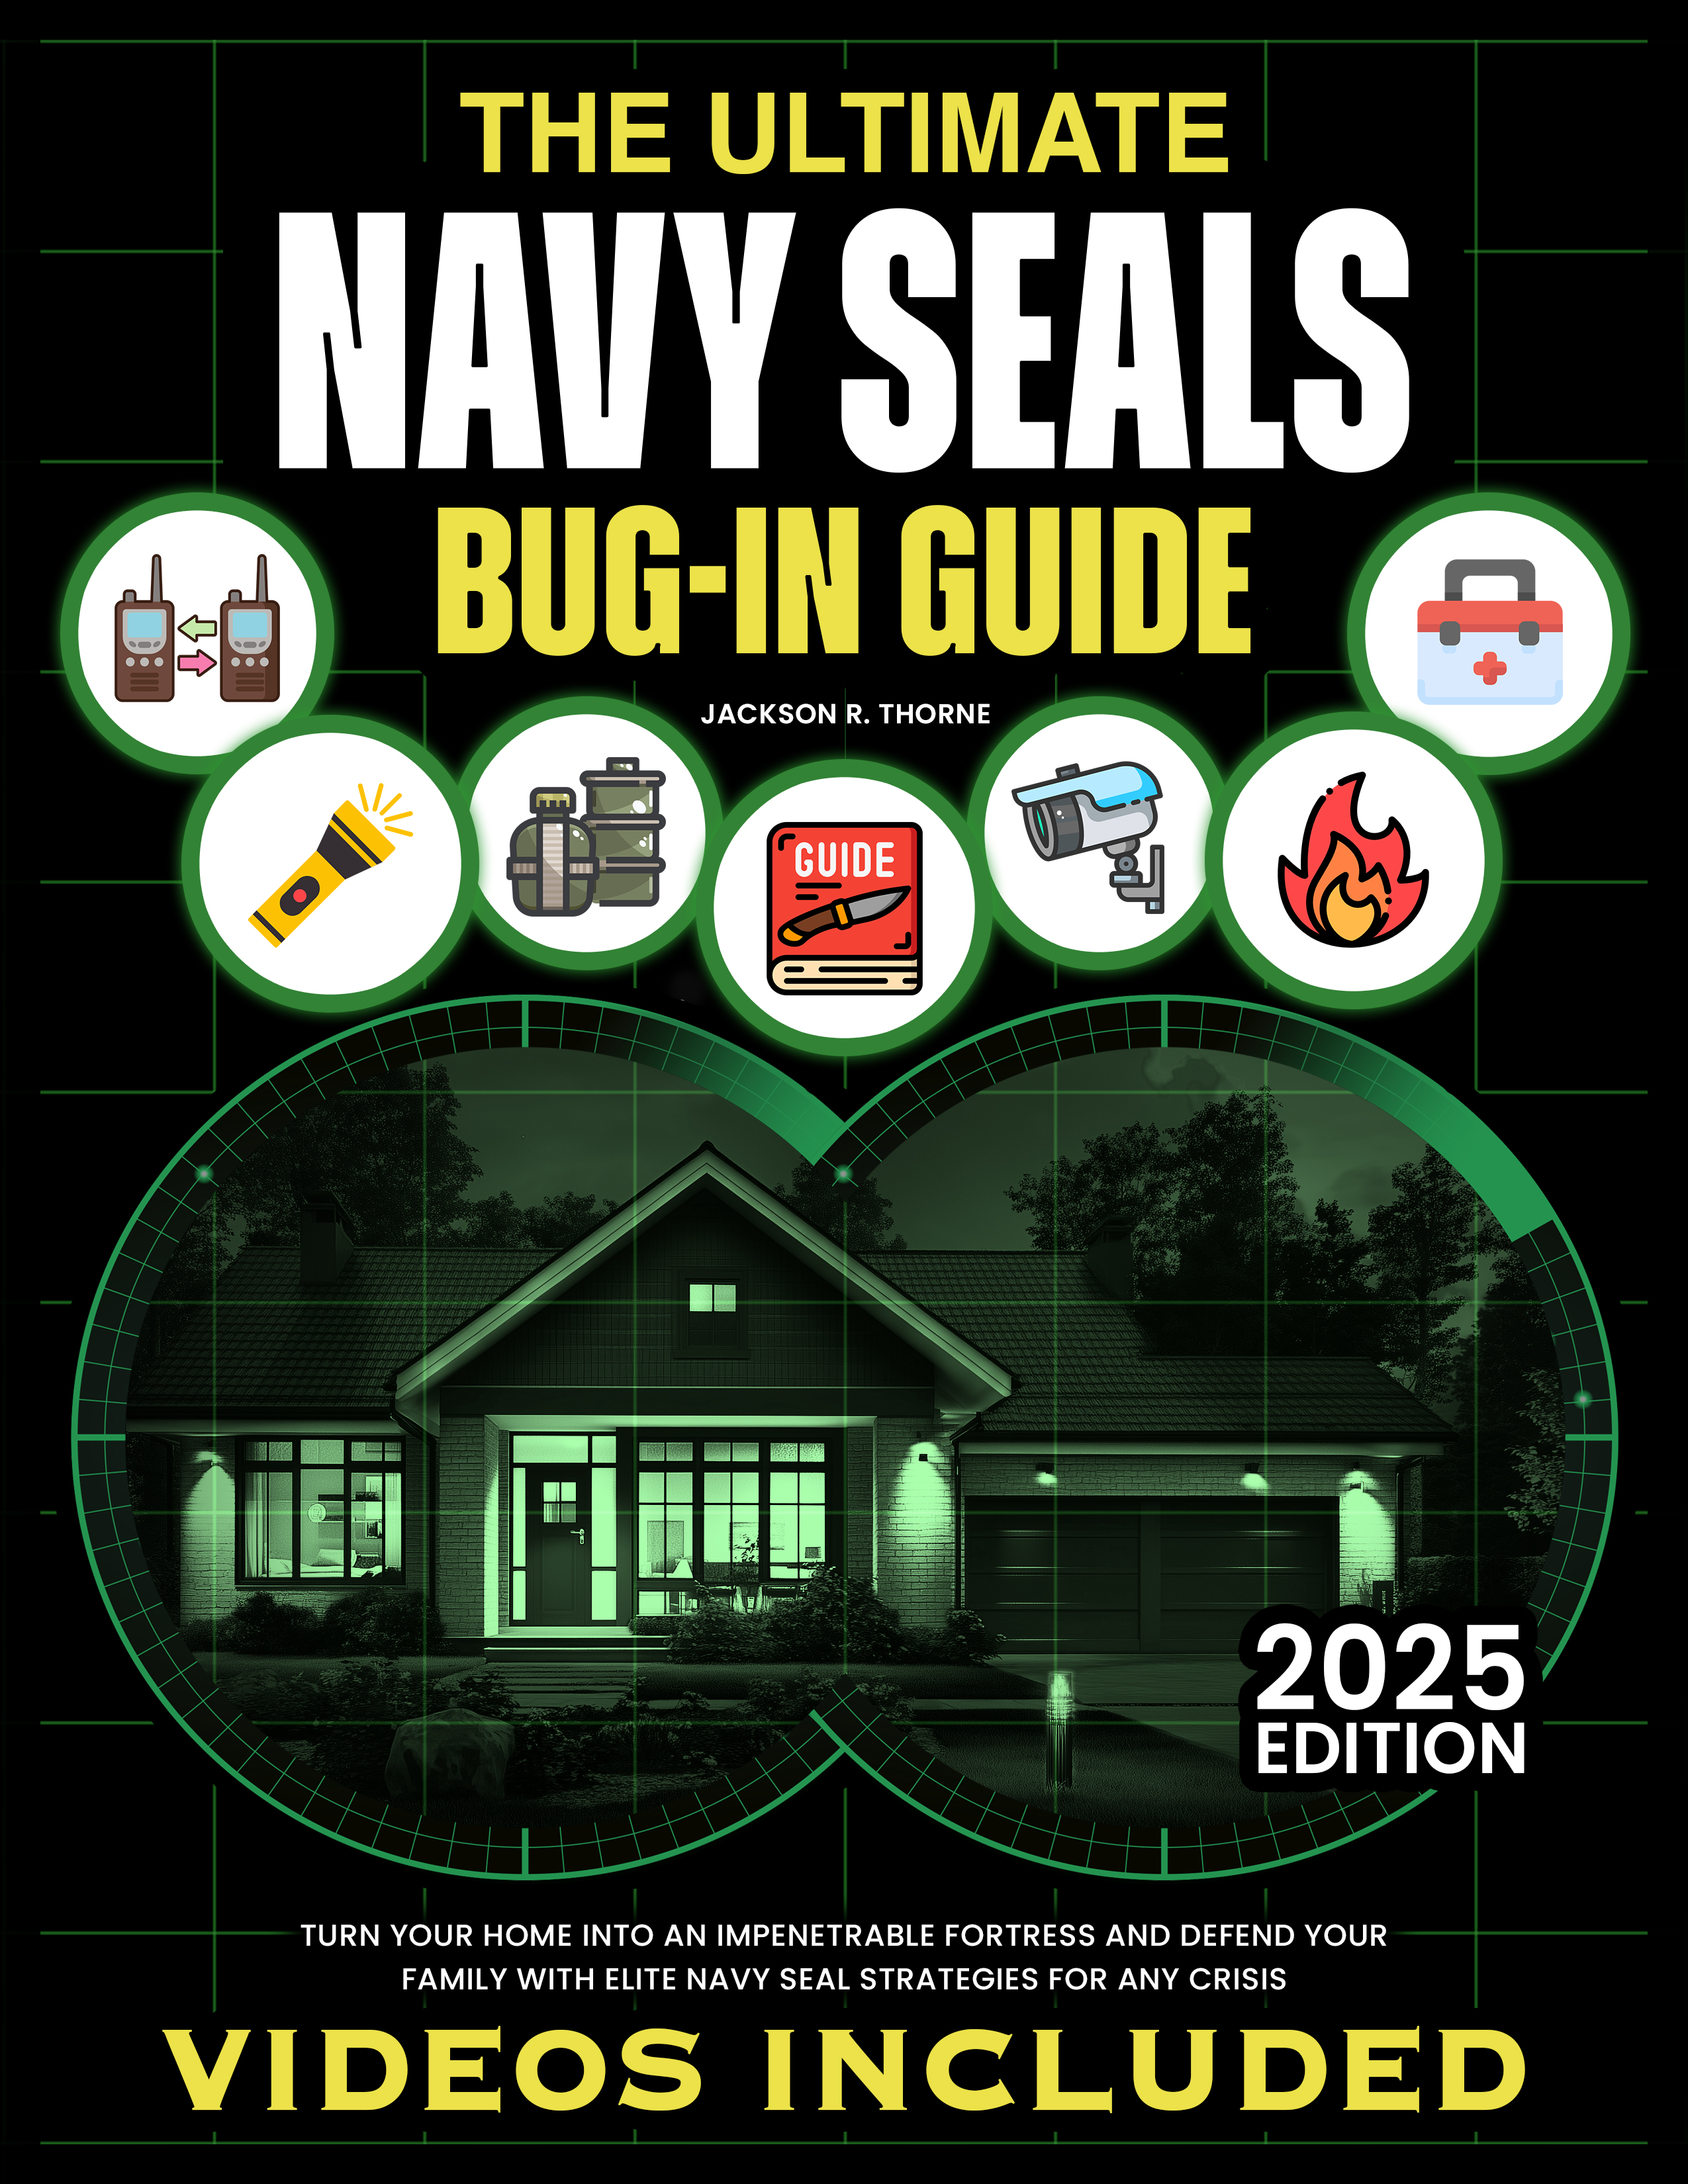 THE ULTIMATE
NAVY SEALS
BUG-IN GUIDE
JACKSON R. THORNE
GUIDE
2025
EDITION
TURN YOUR HOME INTO AN IMPENETRABLE FORTRESS AND DEFEND YOUR
FAMILY WITH ELITE NAVY SEAL STRATEGIES FOR ANY CRISIS
VIDEOS INCLUDED